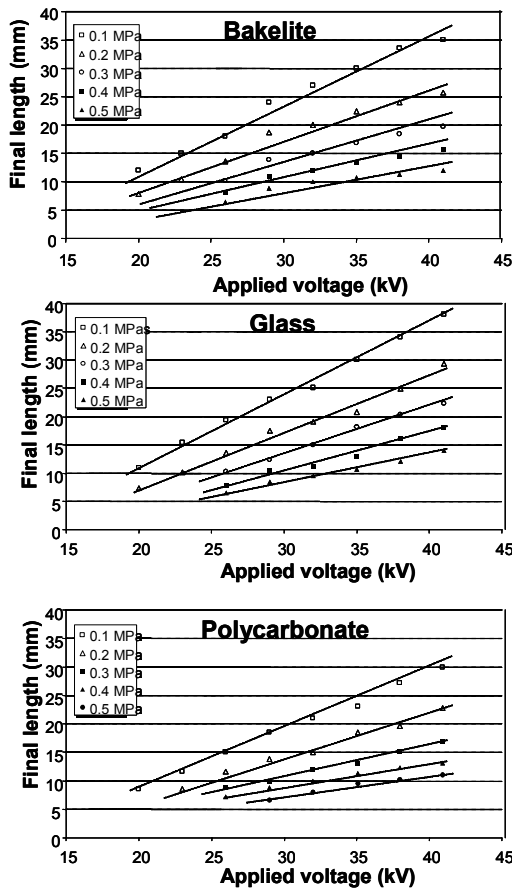 Bakelite
Final length (mm)
40
35
30
25
20
15
10
5
0
0.1 MPa
0.2 MPa
0.3 MPa
0.4 MPa
0.5 MPa
15 20 25 30 35 40 45
Applied voltage (kV)
Glass
Final length (mm)
40
35
30
25
20
15
10
5
0
0.1 MPas
0.2 MPa
0.3 MPa
0.4 MPa
0.5 MPa
15 20 25 30 35 40 45
Applied voltage (kV)
Polycarbonate
Final length (mm)
40
35
30
25
20
15
10
5
0
0.1 MPa
0.2 MPa
0.3 MPa
0.4 MPa
0.5 MPa
15 20 25 30 35 40 45
Applied voltage (kV)